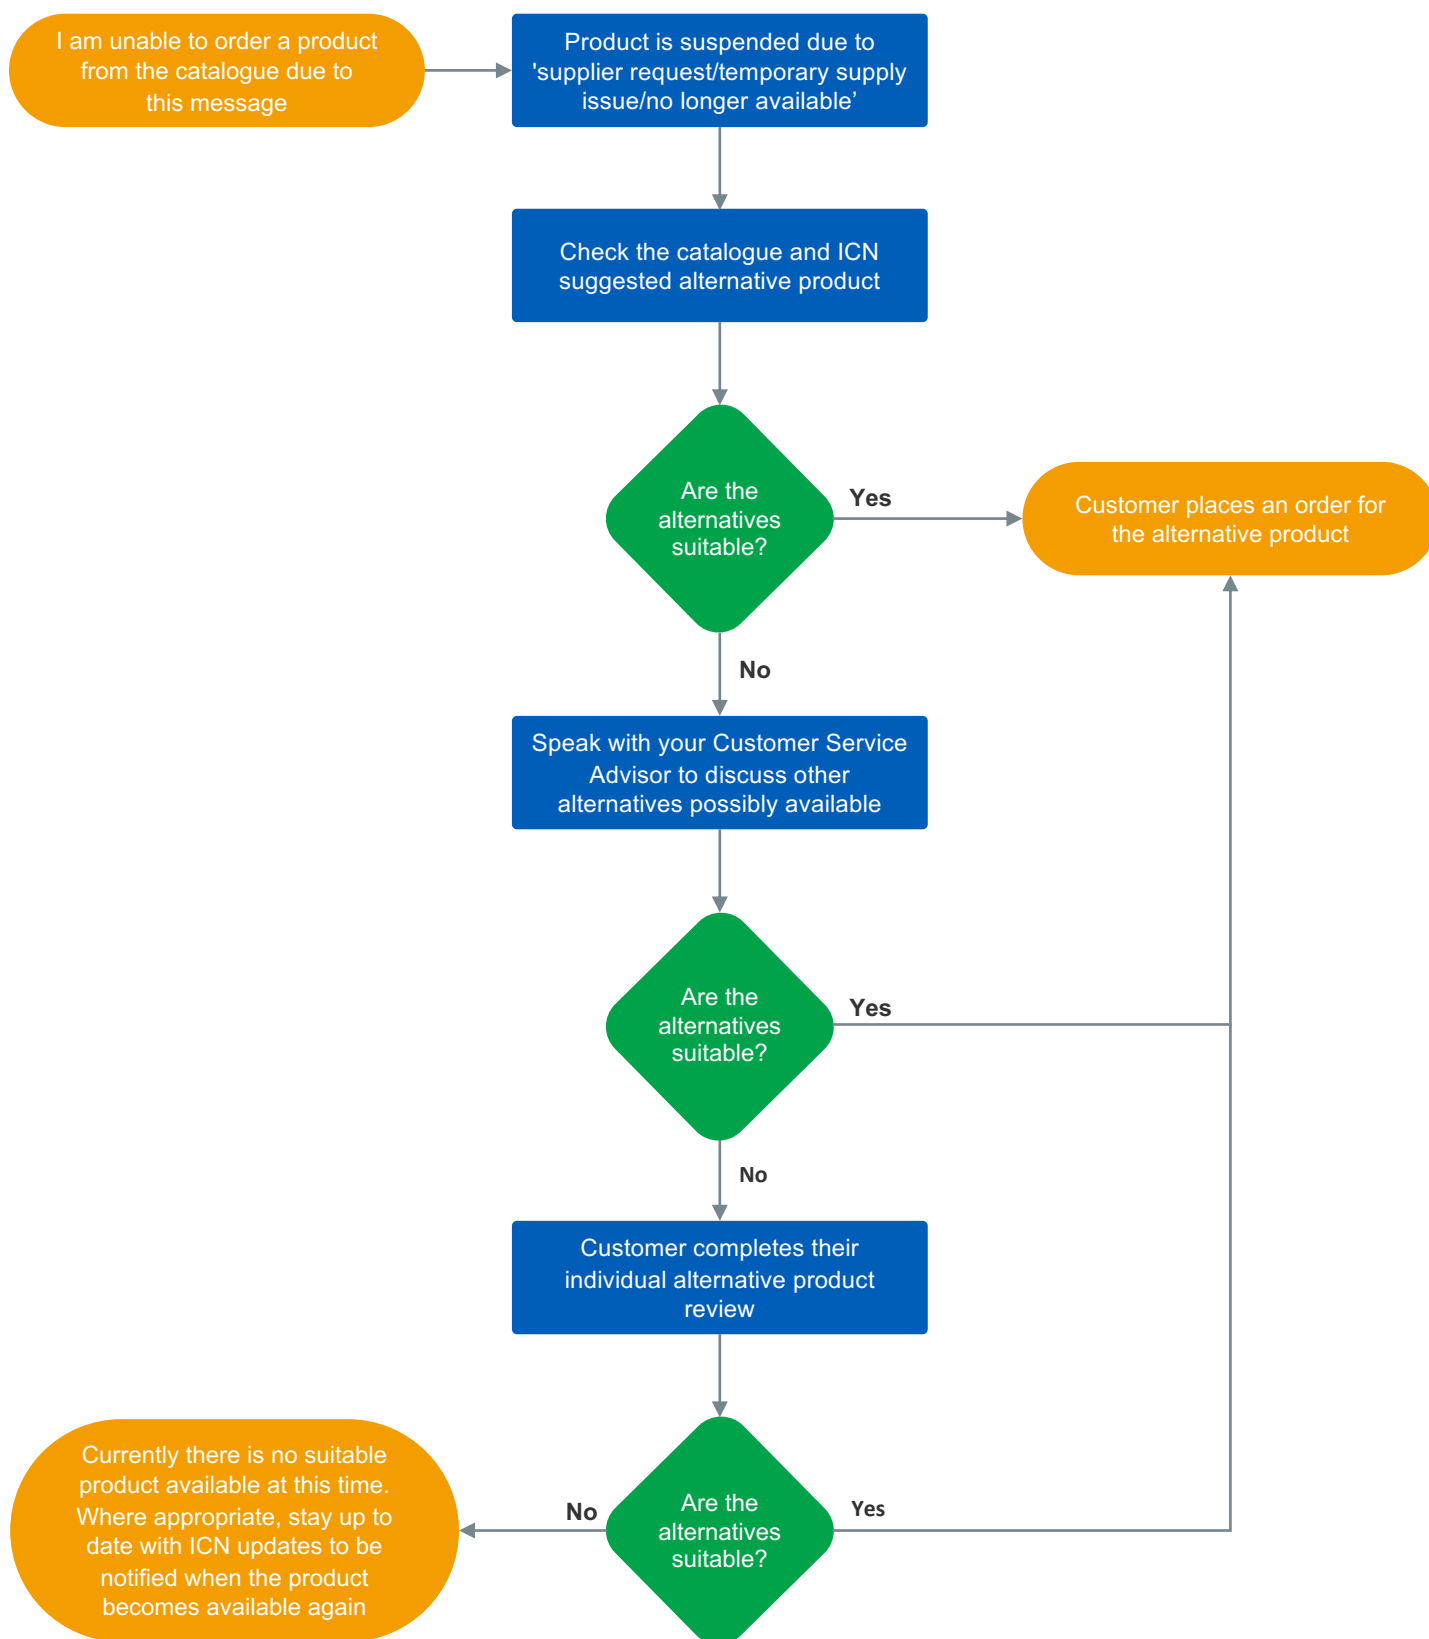 I am unable to order a product
from the catalogue due to
this message
Product is suspended due to
'supplier request/temporary supply
issue/no longer available’
Check the catalogue and ICN
suggested alternative product
Are the
alternatives
suitable?
Yes
Customer places an order for
the alternative product
No
Speak with your Customer Service
Advisor to discuss other
alternatives possibly available
Are the
alternatives
suitable?
Yes
No
Customer completes their
individual alternative product
review
Are the
alternatives
suitable?
Yes
No
Currently there is no suitable
product available at this time.
Where appropriate, stay up to
date with ICN updates to be
notified when the product
becomes available again